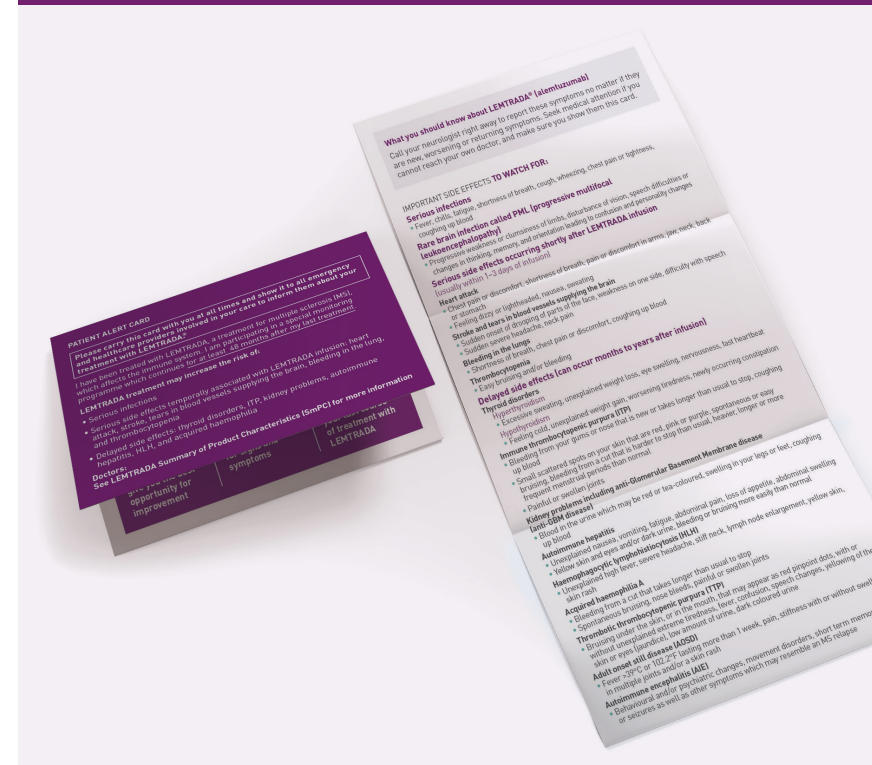 PATIENT ALERT CARD
Please carry this card with you at all times and show it to all emergency
and healthcare providers involved in your care to inform them about your
treatment with LEMTRADA®
I have been treated with LEMTRADA, a treatment for multiple sclerosis (MS),
which affects the immune system. I am participating in a special monitoring
programme which continues for at least 48 months after my last treatment.
LEMTRADA treatment may increase the risk of:
• Serious infections
• Serious side effects temporally associated with LEMTRADA infusion: heart
attack, stroke, tears in blood vessels supplying the brain, bleeding in the lung,
and thrombocytopenia
• Delayed side effects: thyroid disorders, ITP, kidney problems, autoimmune
hepatitis, HLH, and acquired haemophilia
Doctors:
See LEMTRADA Summary of Product Characteristics (SmPC) for more information
give you the best
opportunity for
improvement
symptoms
of treatment with
LEMTRADA
What you should know about LEMTRADA® (alemtuzumab)
Call your neurologist right away to report these symptoms no matter if they
are new, worsening or returning symptoms. Seek medical attention if you
cannot reach your own doctor, and make sure you show them this card.
IMPORTANT SIDE EFFECTS TO WATCH FOR:
Serious infections
• Fever, chills, fatigue, shortness of breath, cough, wheezing, chest pain or tightness,
coughing up blood
Rare brain infection called PML (progressive multifocal
leukoencephalopathy)
• Progressive weakness or clumsiness of limbs, disturbance of vision, speech difficulties or
changes in thinking, memory, and orientation leading to confusion and personality changes
Serious side effects occurring shortly after LEMTRADA infusion
(usually within 1–3 days of infusion)
Heart attack
• Chest pain or discomfort, shortness of breath, pain or discomfort in arms, jaw, neck, back
or stomach
• Feeling dizzy or lightheaded, nausea, sweating
Stroke and tears in blood vessels supplying the brain
• Sudden onset of drooping of parts of the face, weakness on one side, difficulty with speech
• Sudden severe headache, neck pain
Bleeding in the lungs
• Shortness of breath, chest pain or discomfort, coughing up blood
Thrombocytopenia
• Easy bruising and/or bleeding
Delayed side effects (can occur months to years after infusion)
Thyroid disorders
Hyperthyroidism
• Excessive sweating, unexplained weight loss, eye swelling, nervousness, fast heartbeat
Hypothyroidism
• Feeling cold, unexplained weight gain, worsening tiredness, newly occurring constipation
Immune thrombocytopenic purpura (ITP)
• Bleeding from your gums or nose that is new or takes longer than usual to stop, coughing
up blood
• Small scattered spots on your skin that are red, pink or purple, spontaneous or easy
bruising, bleeding from a cut that is harder to stop than usual, heavier, longer or more
frequent menstrual periods than normal
• Painful or swollen joints
Kidney problems including anti-Glomerular Basement Membrane disease
(anti-GBM disease)
• Blood in the urine which may be red or tea-coloured, swelling in your legs or feet, coughing
up blood
Autoimmune hepatitis
• Unexplained nausea, vomiting, fatigue, abdominal pain, loss of appetite, abdominal swelling
• Yellow skin and eyes and/or dark urine, bleeding or bruising more easily than normal
Haemophagocytic lymphohistiocytosis (HLH)
• Unexplained high fever, severe headache, stiff neck, lymph node enlargement, yellow skin,
skin rash
Acquired haemophilia A
• Bleeding from a cut that takes longer than usual to stop
• Spontaneous bruising, nose bleeds, painful or swollen joints
Thrombotic thrombocytopenic purpura (TTP)
• Bruising under the skin, or in the mouth, that may appear as red pinpoint dots, with or
without unexplained extreme tiredness, fever, confusion, speech changes, yellowing of the
skin or eyes (jaundice), low amount of urine, dark coloured urine
Adult onset still disease (AOSD)
• Fever >39°C or 102.2°F lasting more than 1 week, pain, stiffness with or without
in multiple joints and/or a skin rash
Autoimmune encephalitis (AIE)
• Behavioural and/or psychiatric changes, movement disorders, short term
or seizures as well as other symptoms which may resemble an MS relapse